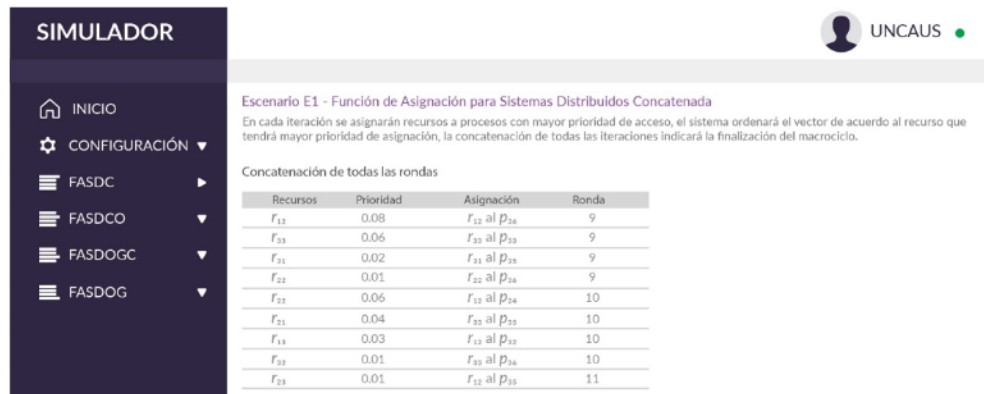 SIMULADOR
UNCAUS
INICIO
CONFIGURACIÓN
FASDC
FASDCO
FASDOGC
FASDOG
Escenario E1 - Función de Asignación para Sistemas Distribuidos Concatenada
En cada iteración se asignarán recursos a procesos con mayor prioridad de acceso, el sistema ordenará el vector de acuerdo al recurso que
tendrá mayor prioridad de asignación, la concatenación de todas las iteraciones indicará la finalización del macrociclo.
Concatenación de todas las rondas
Recursos Prioridad Asignación Ronda
r₁₂ 0.08 r₁₂ al p₃₆ 9
r₃₃ 0.06 r₃₃ al p₃₃ 9
r₃₁ 0.02 r₃₁ al p₃₅ 9
r₂₂ 0.01 r₂₂ al p₃₆ 9
r₂₂ 0.06 r₁₂ al p₃₄ 10
r₂₁ 0.04 r₃₂ al p₃₅ 10
r₁₃ 0.03 r₁₂ al p₃₂ 10
r₃₂ 0.01 r₃₃ al p₃₆ 10
r₂₃ 0.01 r₁₂ al p₃₅ 11